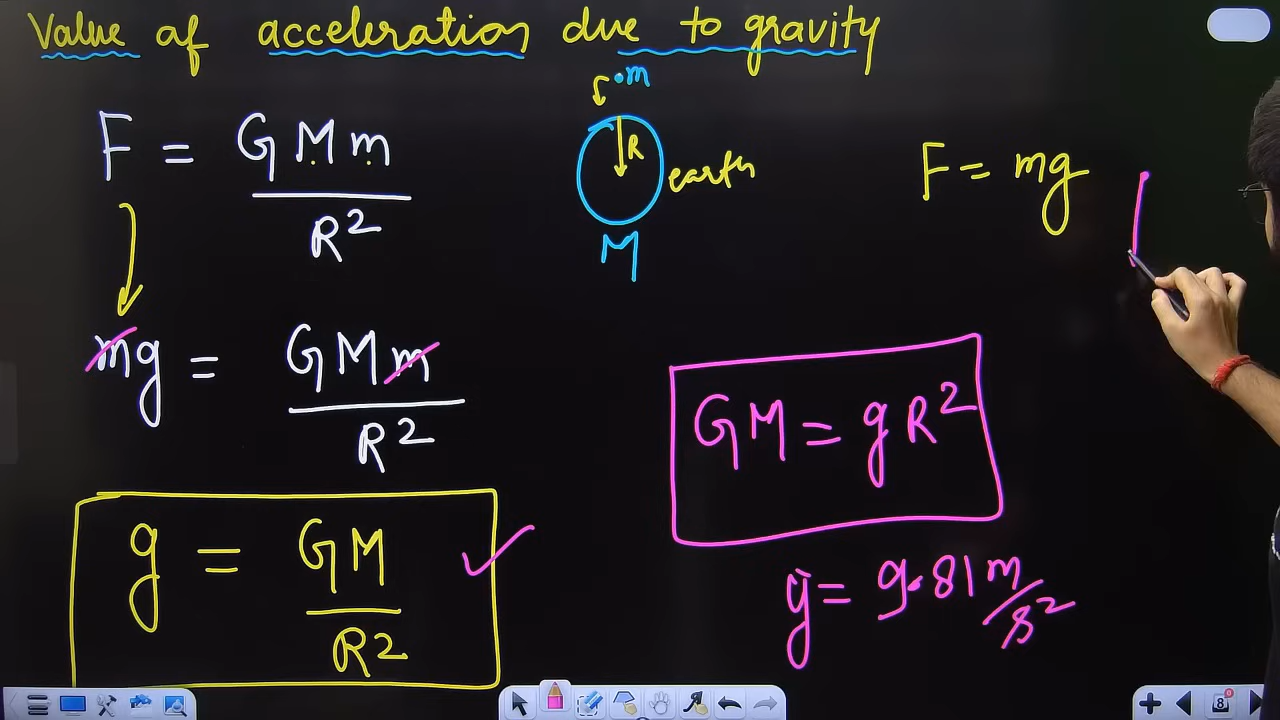 Value of acceleration due to gravity
F = GMm / R²
•m
R
earth
M
F = mg
mg = GMm / R²
g = GM / R²
GM = gR²
g = 9.81 m/s²
8